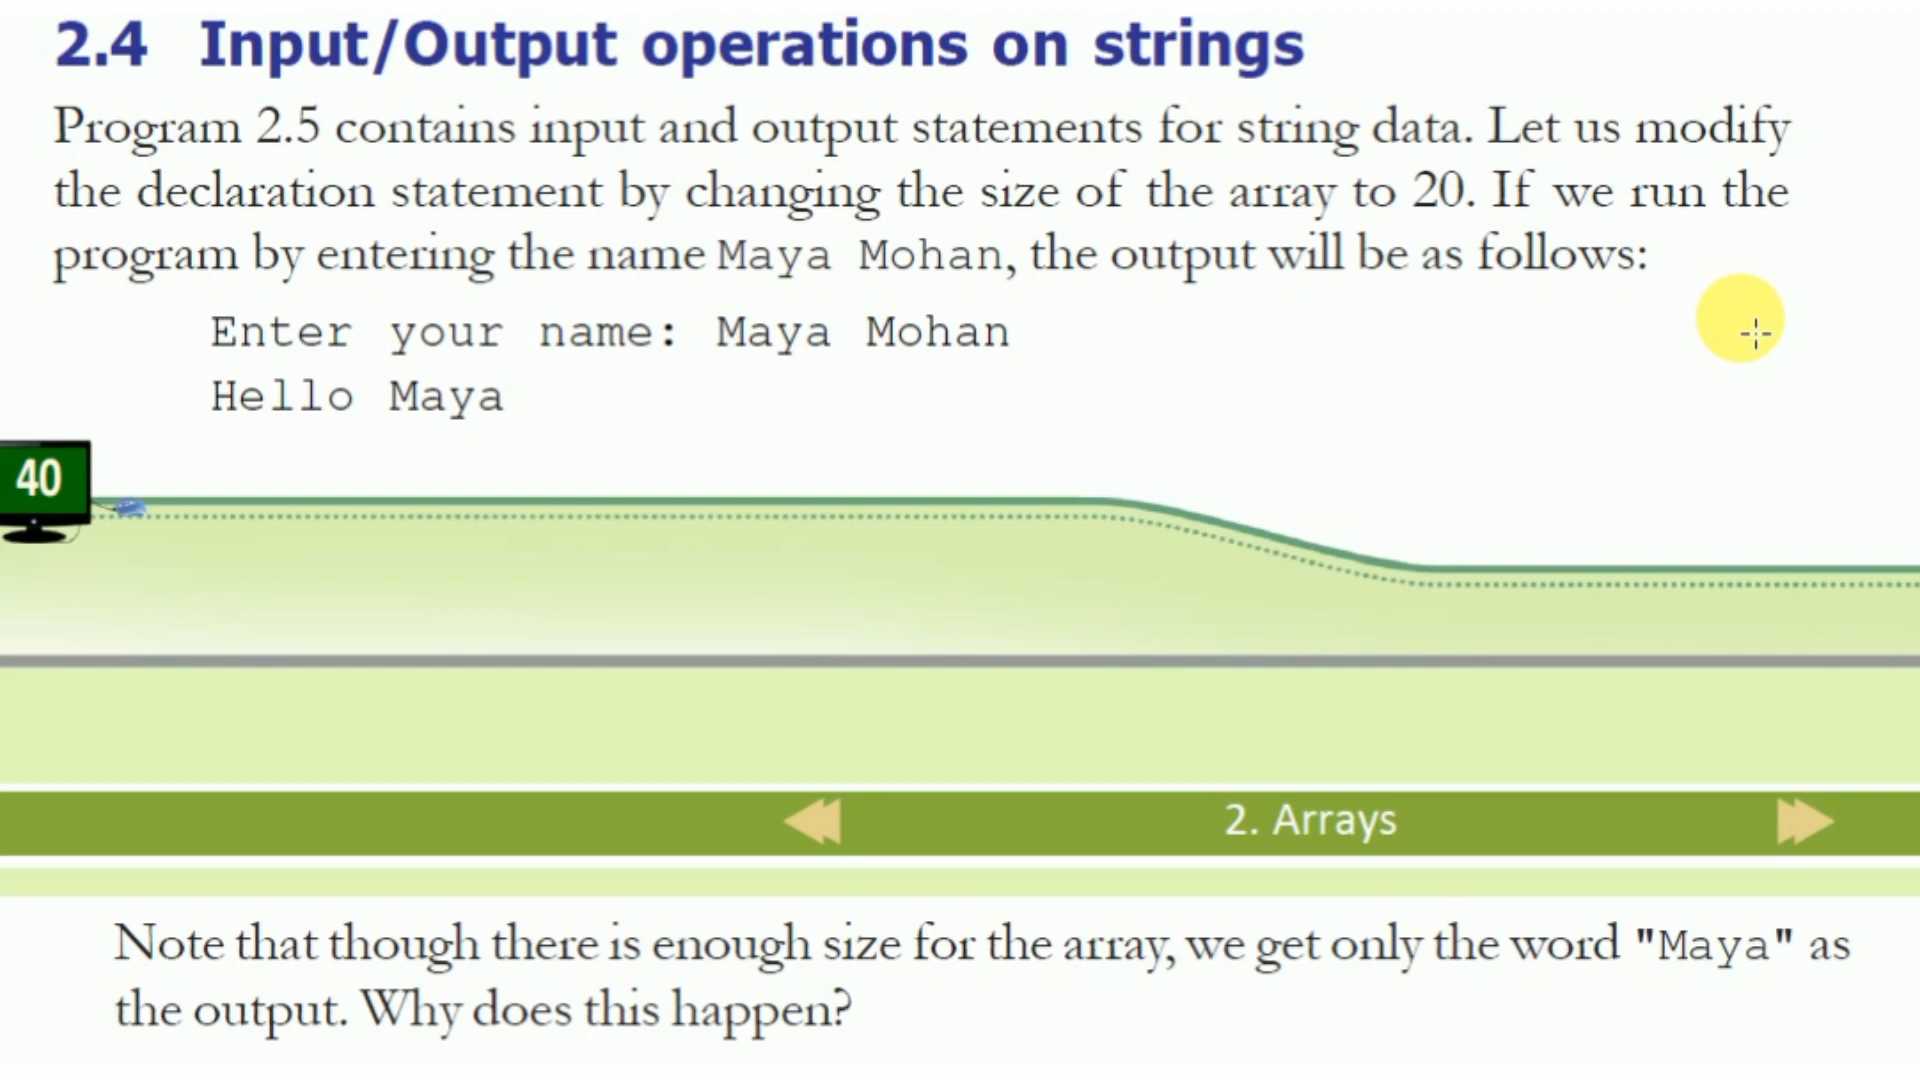 2.4 Input/Output operations on strings
Program 2.5 contains input and output statements for string data. Let us modify
the declaration statement by changing the size of the array to 20. If we run the
program by entering the name Maya Mohan, the output will be as follows:
Enter your name: Maya Mohan
Hello Maya
40
2. Arrays
Note that though there is enough size for the array, we get only the word "Maya" as
the output. Why does this happen?